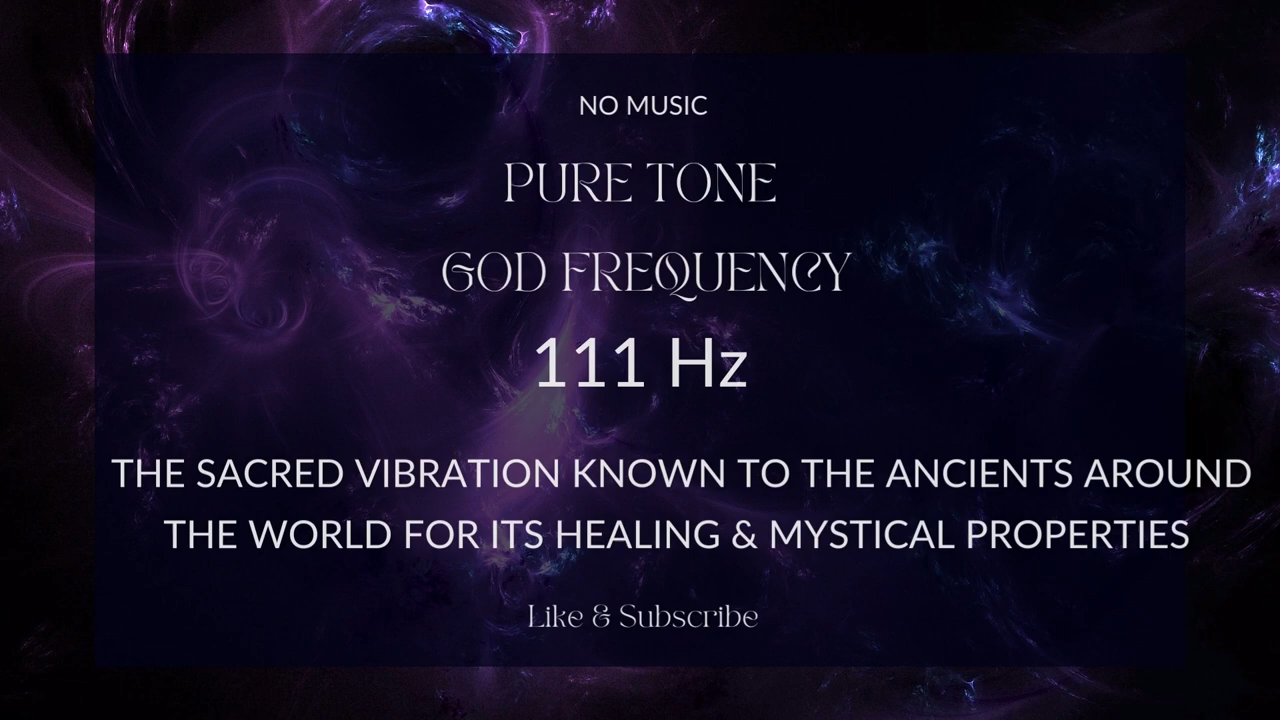 NO MUSIC
PURE TONE
GOD FREQUENCY
111 Hz
THE SACRED VIBRATION KNOWN TO THE ANCIENTS AROUND
THE WORLD FOR ITS HEALING & MYSTICAL PROPERTIES
Like & Subscribe